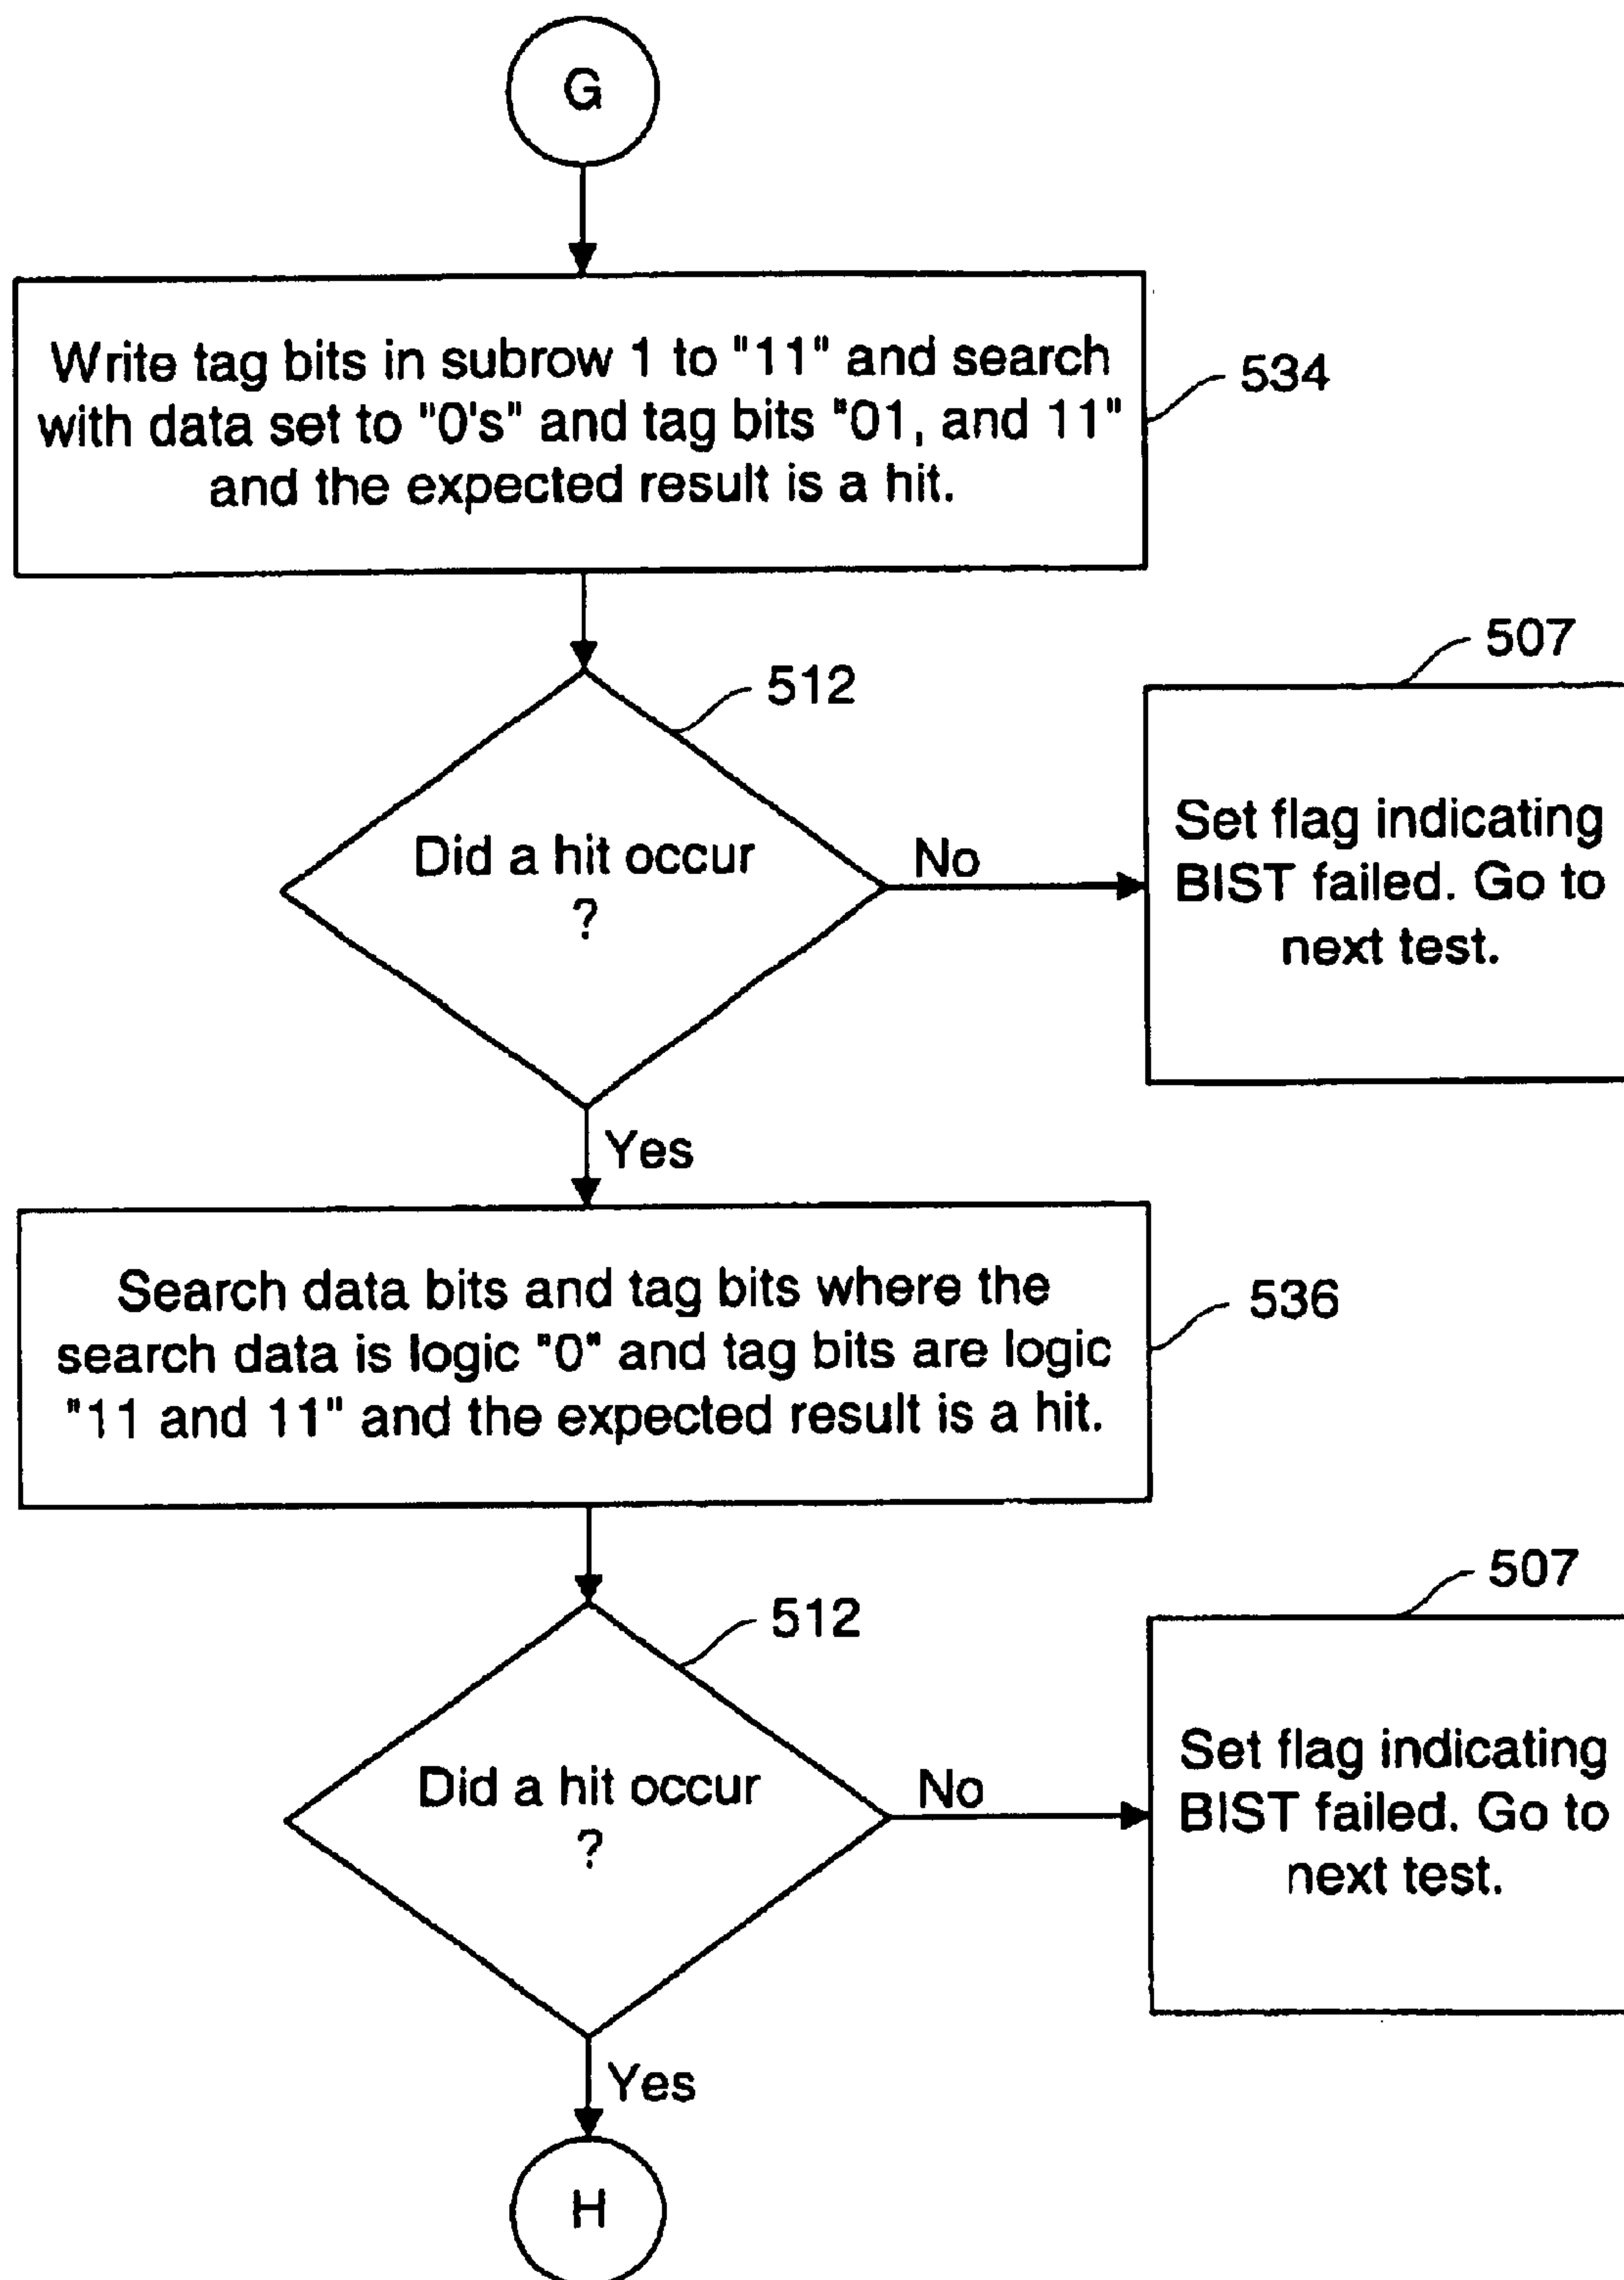 G
Write tag bits in subrow 1 to "11" and search
with data set to "0's" and tag bits "01, and 11"
and the expected result is a hit.
534
512
Did a hit occur
?
No
507
Set flag indicating
BIST failed. Go to
next test.
Yes
Search data bits and tag bits where the
search data is logic "0" and tag bits are logic
"11 and 11" and the expected result is a hit.
536
512
Did a hit occur
?
No
507
Set flag indicating
BIST failed. Go to
next test.
Yes
H